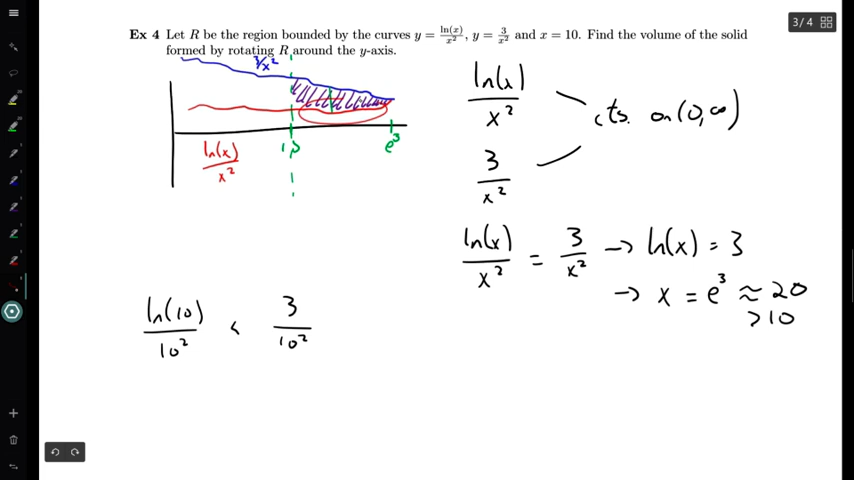 3/4
Ex 4 Let R be the region bounded by the curves y = ln(x)/x², y = 3/x² and x = 10. Find the volume of the solid
formed by rotating R around the y-axis.
3/x²
ln(x)/x²
10
e³
ln(x)/x²
3/x²
cts. on (0,∞)
ln(x)/x² = 3/x² → ln(x) = 3
→ x = e³ ≈ 20
>10
ln(10)/10² < 3/10²